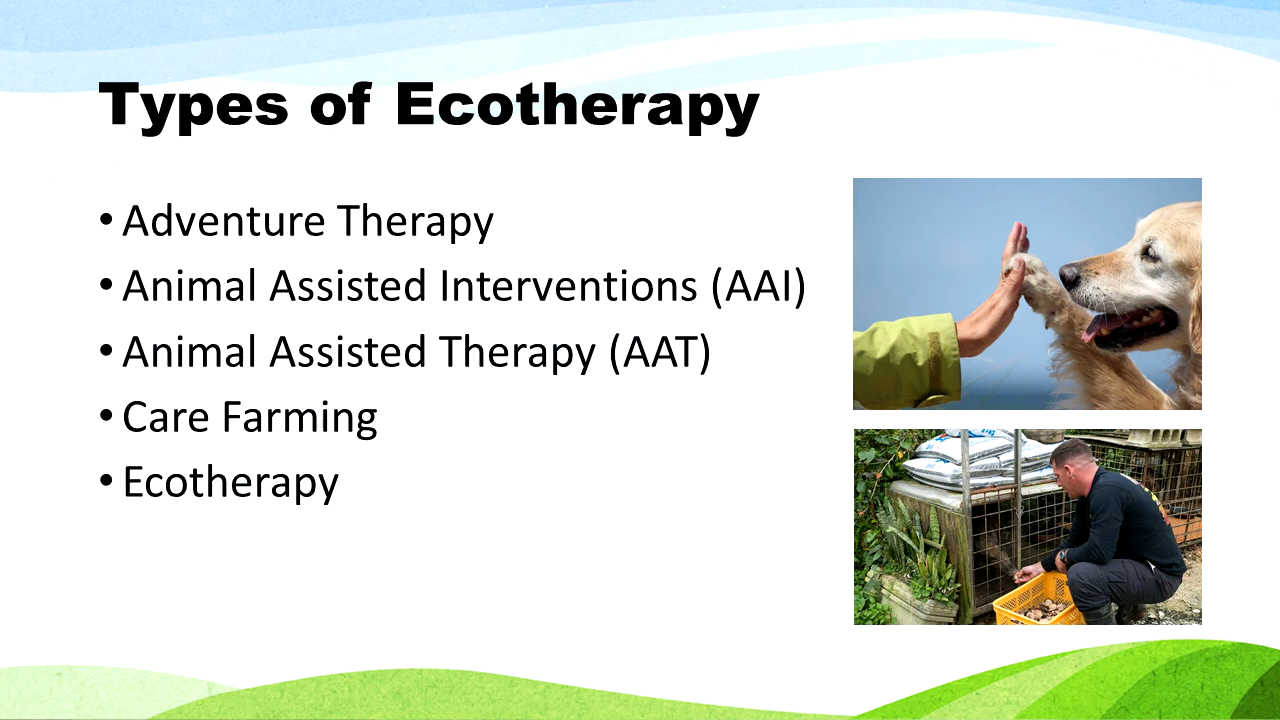 Types of Ecotherapy
• Adventure Therapy
• Animal Assisted Interventions (AAI)
• Animal Assisted Therapy (AAT)
• Care Farming
• Ecotherapy